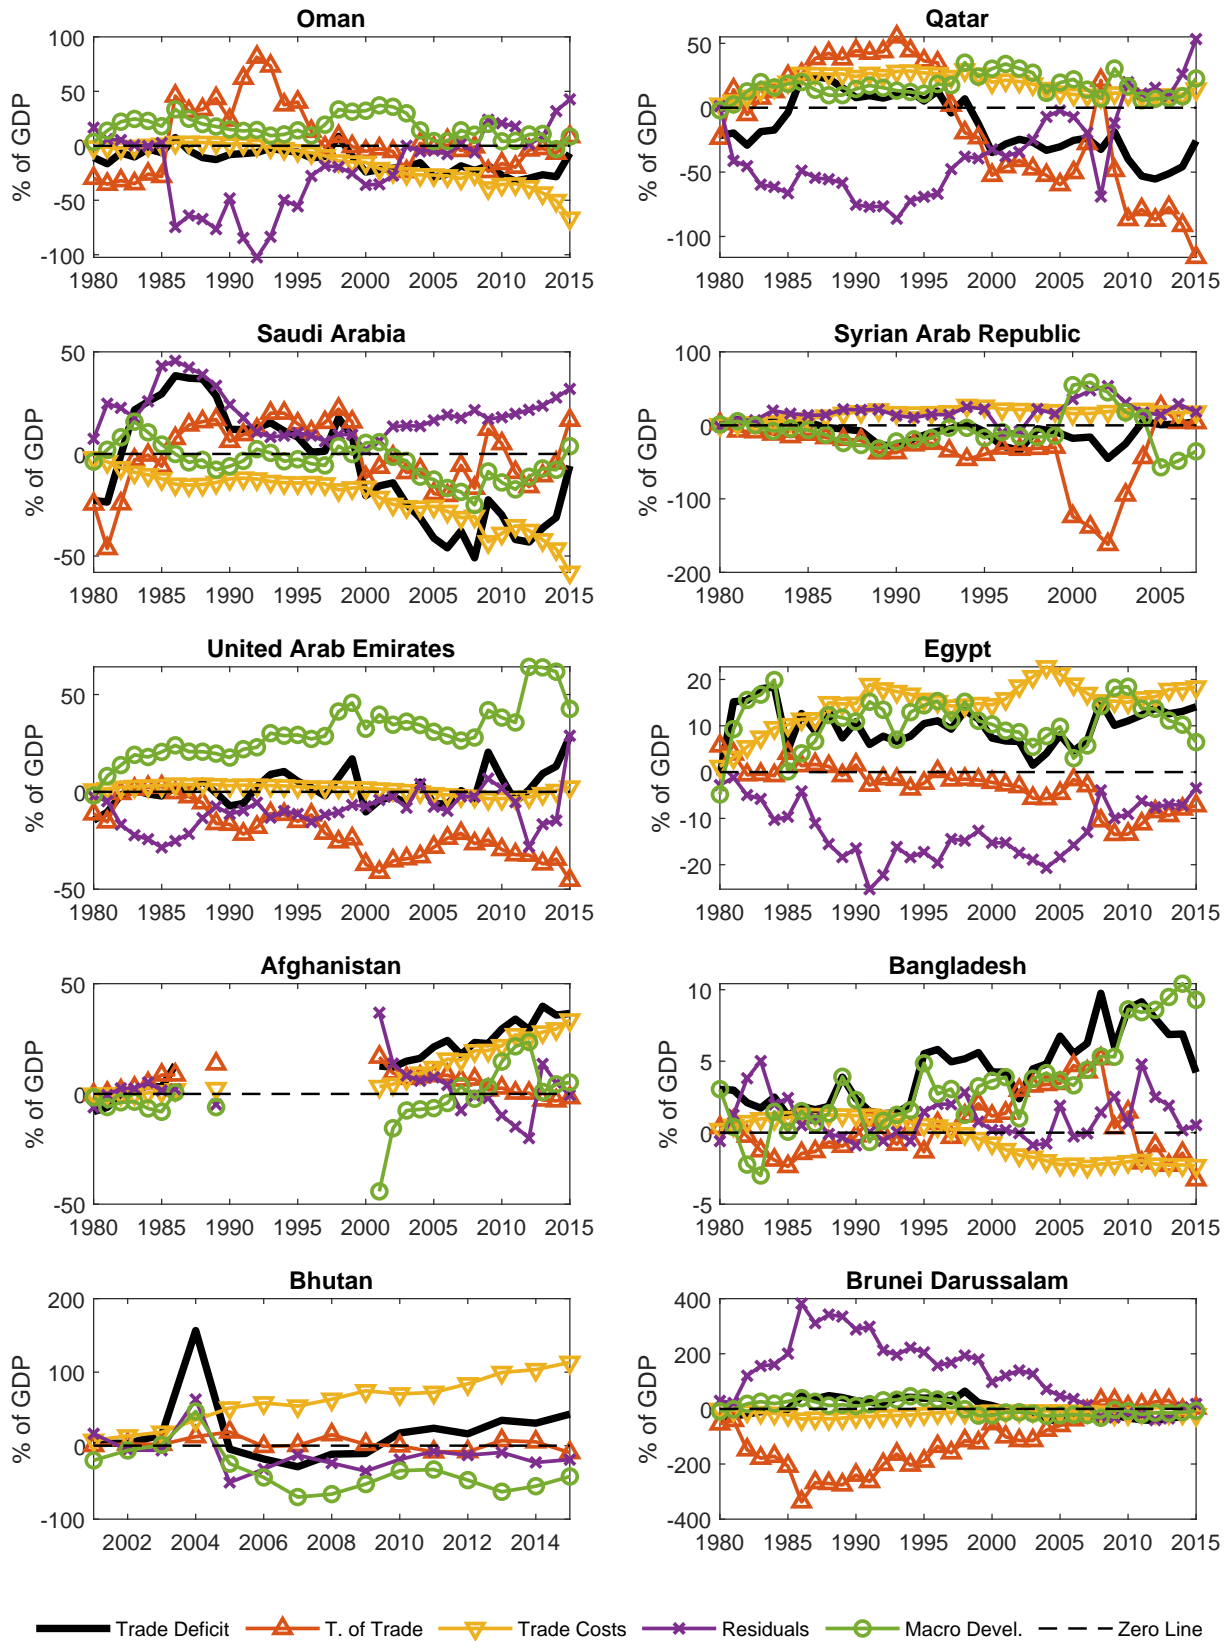 Oman
Qatar
100
50
0
-50
-100
% of GDP
1980 1985 1990 1995 2000 2005 2010 2015
50
0
-50
-100
% of GDP
1980 1985 1990 1995 2000 2005 2010 2015
Saudi Arabia
Syrian Arab Republic
50
0
-50
% of GDP
1980 1985 1990 1995 2000 2005 2010 2015
100
0
-100
-200
% of GDP
1980 1985 1990 1995 2000 2005
United Arab Emirates
Egypt
50
0
-50
% of GDP
1980 1985 1990 1995 2000 2005 2010 2015
20
10
0
-10
-20
% of GDP
1980 1985 1990 1995 2000 2005 2010 2015
Afghanistan
Bangladesh
50
0
-50
% of GDP
1980 1985 1990 1995 2000 2005 2010 2015
10
5
0
-5
% of GDP
1980 1985 1990 1995 2000 2005 2010 2015
Bhutan
Brunei Darussalam
200
100
0
-100
% of GDP
2002 2004 2006 2008 2010 2012 2014
400
200
0
-200
-400
% of GDP
1980 1985 1990 1995 2000 2005 2010 2015
Trade Deficit T. of Trade Trade Costs Residuals Macro Devel. Zero Line